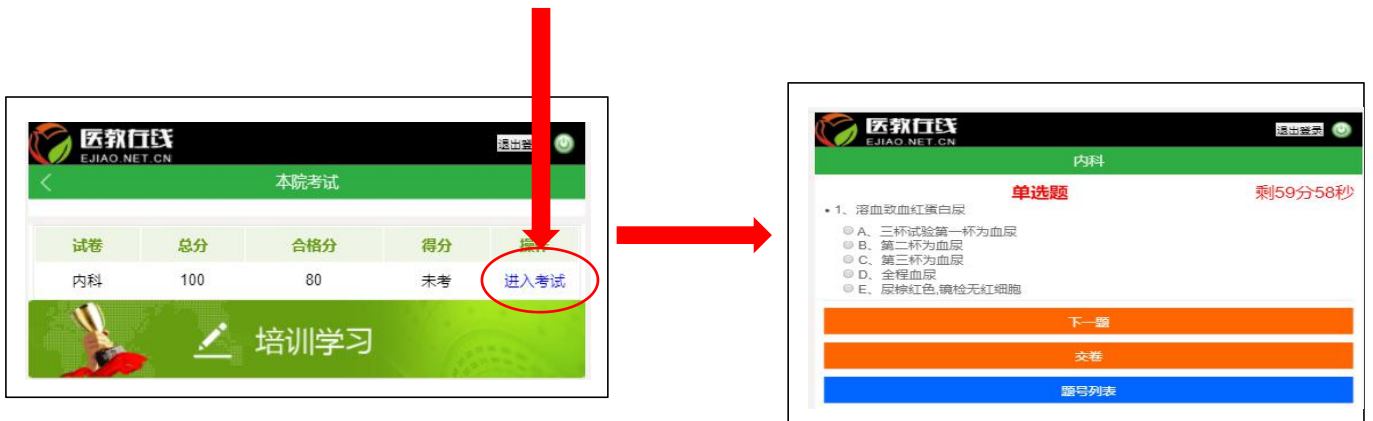 医教在线
EJIAO.NET.CN
本院考试
试卷 总分 合格分 得分
内科 100 80 未考 进入考试
培训学习
医教在线
EJIAO.NET.CN
退出登录
内科
单选题 剩59分58秒
• 1、溶血致血红蛋白尿
A、三杯试验第一杯为血尿
B、第二杯为血尿
C、第三杯为血尿
D、全程血尿
E、尿棕红色,镜检无红细胞
下一题
交卷
题号列表